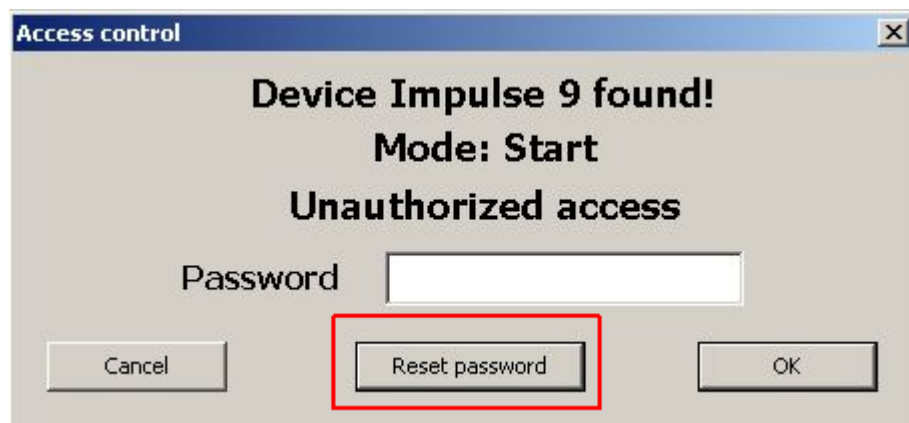 Access control
Device Impulse 9 found!
Mode: Start
Unauthorized access
Password
Cancel Reset password OK